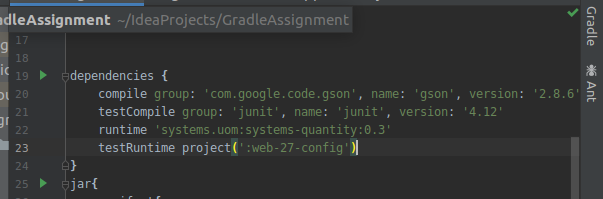 dleAssignment ~/IdeaProjects/GradleAssignment
17
18
19 dependencies {
20 compile group: 'com.google.code.gson', name: 'gson', version: '2.8.6'
21 testCompile group: 'junit', name: 'junit', version: '4.12'
22 runtime 'systems.uom:systems-quantity:0.3'
23 testRuntime project(':web-27-config')
24 }
25 jar{
Gradle
Ant